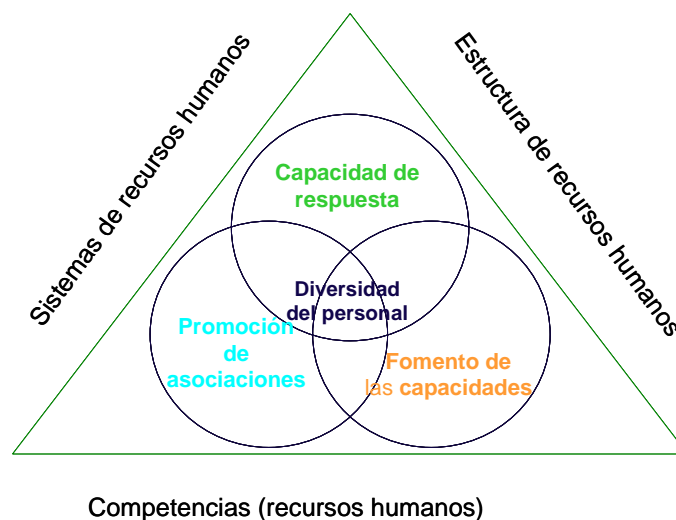 Sistemas de recursos humanos
Estructura de recursos humanos
Capacidad de
respuesta
Diversidad
del personal
Promoción
de
asociaciones
Fomento de
las capacidades
Competencias (recursos humanos)